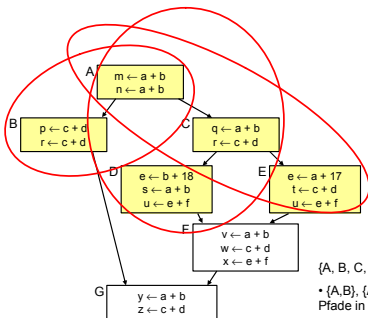 A
m ← a + b
n ← a + b
B
p ← c + d
r ← c + d
C
q ← a + b
r ← c + d
D
e ← b + 18
s ← a + b
u ← e + f
E
e ← a + 17
t ← c + d
u ← e + f
F
v ← a + b
w ← c + d
x ← e + f
G
y ← a + b
z ← c + d
{A, B, C,
• {A,B}, {
Pfade in